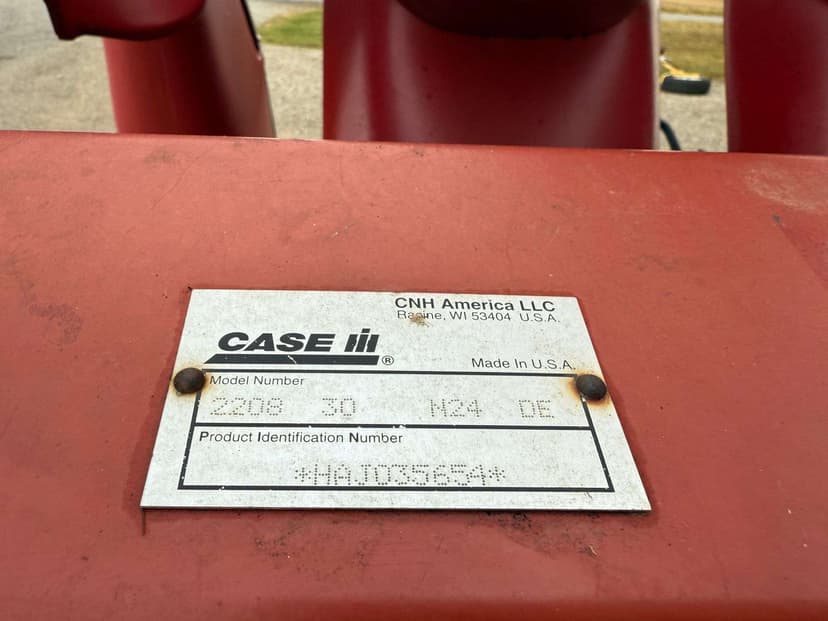 CNH America LLC
Racine, WI 53404 U.S.A.
CASE IH ®
Made In U.S.A.
Model Number
2208 30 M24 DE
Product Identification Number
*HAJ035654*